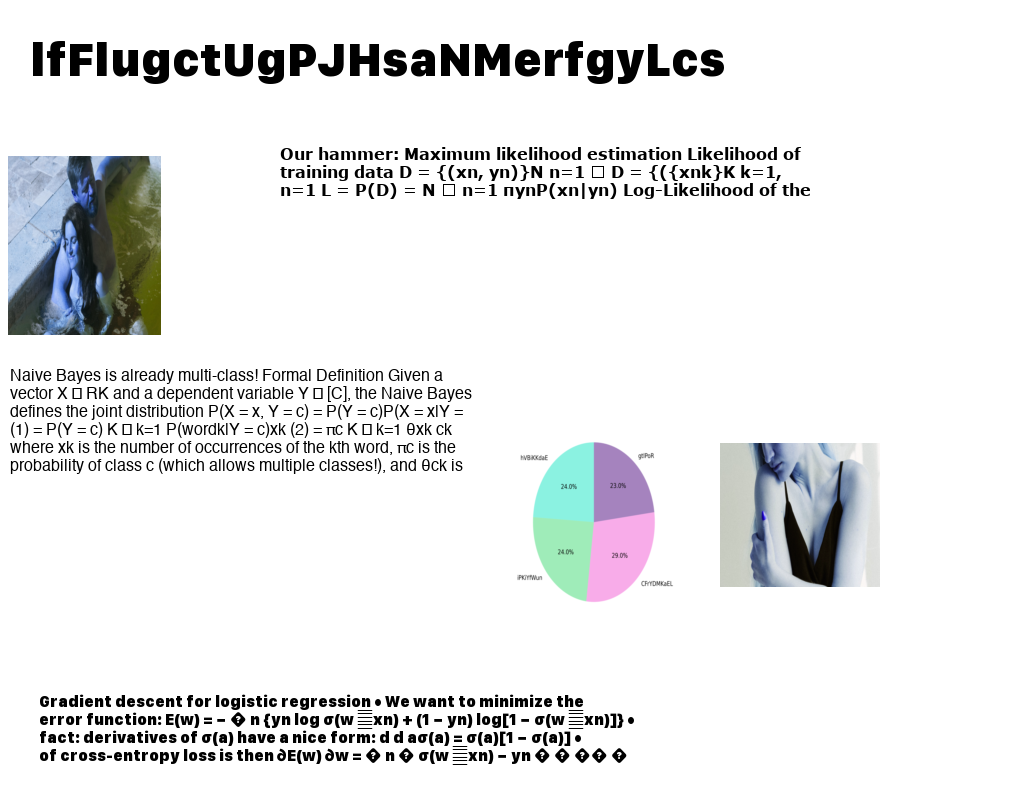 lfFlugctUgPJHsaNMerfgyLcs
Our hammer: Maximum likelihood estimation Likelihood of
training data D = {(xn, yn)}N n=1 □ D = {({xnk}K k=1,
n=1 L = P(D) = N □ n=1 πynP(xn|yn) Log-Likelihood of the
Naive Bayes is already multi-class! Formal Definition Given a
vector X □ RK and a dependent variable Y □ [C], the Naive Bayes
defines the joint distribution P(X = x, Y = c) = P(Y = c)P(X = x|Y =
(1) = P(Y = c) K □ k=1 P(wordk|Y = c)xk (2) = πc K □ k=1 θxk ck
where xk is the number of occurrences of the kth word, πc is the
probability of class c (which allows multiple classes!), and θck is
hVBiKKdaE
gtlPoR
24.0%
23.0%
24.0%
29.0%
CFrYDMKaEL
Gradient descent for logistic regression • We want to minimize the
error function: E(w) = − � n {yn log σ(w ▒xn) + (1 − yn) log[1 − σ(w ▒xn)]} •
fact: derivatives of σ(a) have a nice form: d d aσ(a) = σ(a)[1 − σ(a)] •
of cross-entropy loss is then ∂E(w) ∂w = � n � σ(w ▒xn) − yn � � �� �